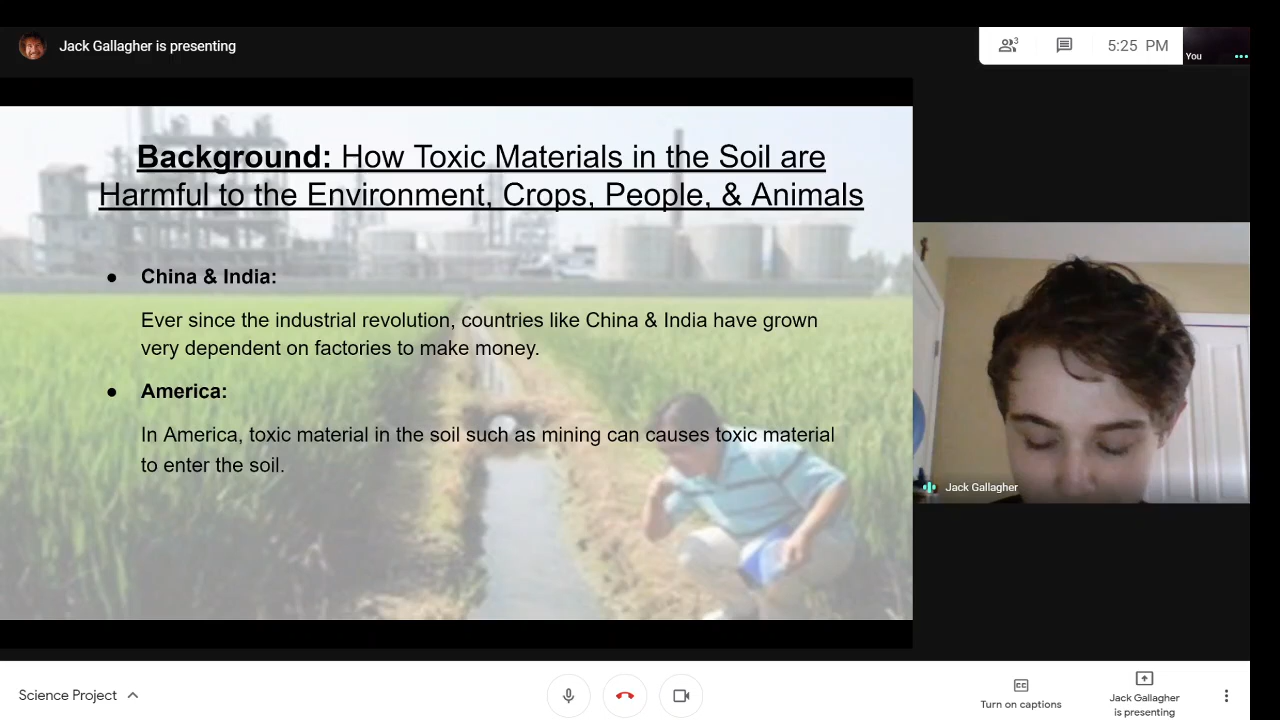 Jack Gallagher is presenting
3
5:25 PM
You
Background: How Toxic Materials in the Soil are
Harmful to the Environment, Crops, People, & Animals
● China & India:
Ever since the industrial revolution, countries like China & India have grown
very dependent on factories to make money.
● America:
In America, toxic material in the soil such as mining can causes toxic material
to enter the soil.
Jack Gallagher
Science Project
CC
Turn on captions
Jack Gallagher
is presenting